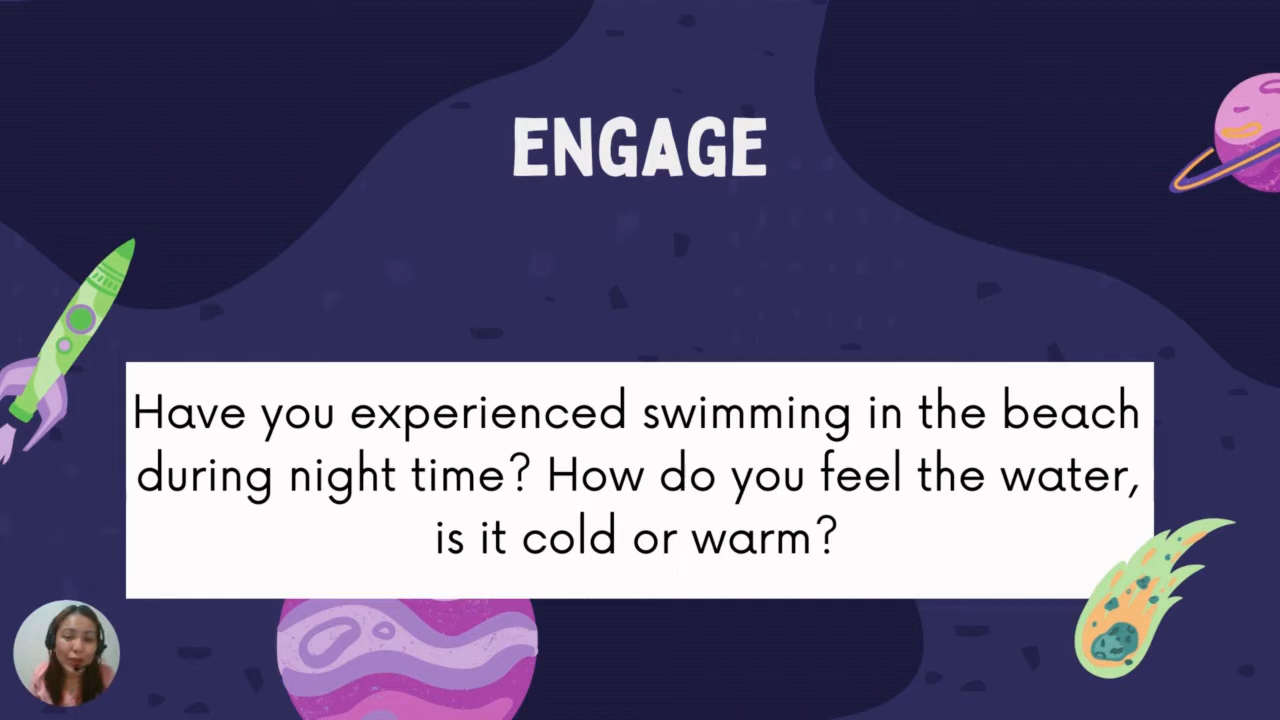 ENGAGE
Have you experienced swimming in the beach
during night time? How do you feel the water,
is it cold or warm?